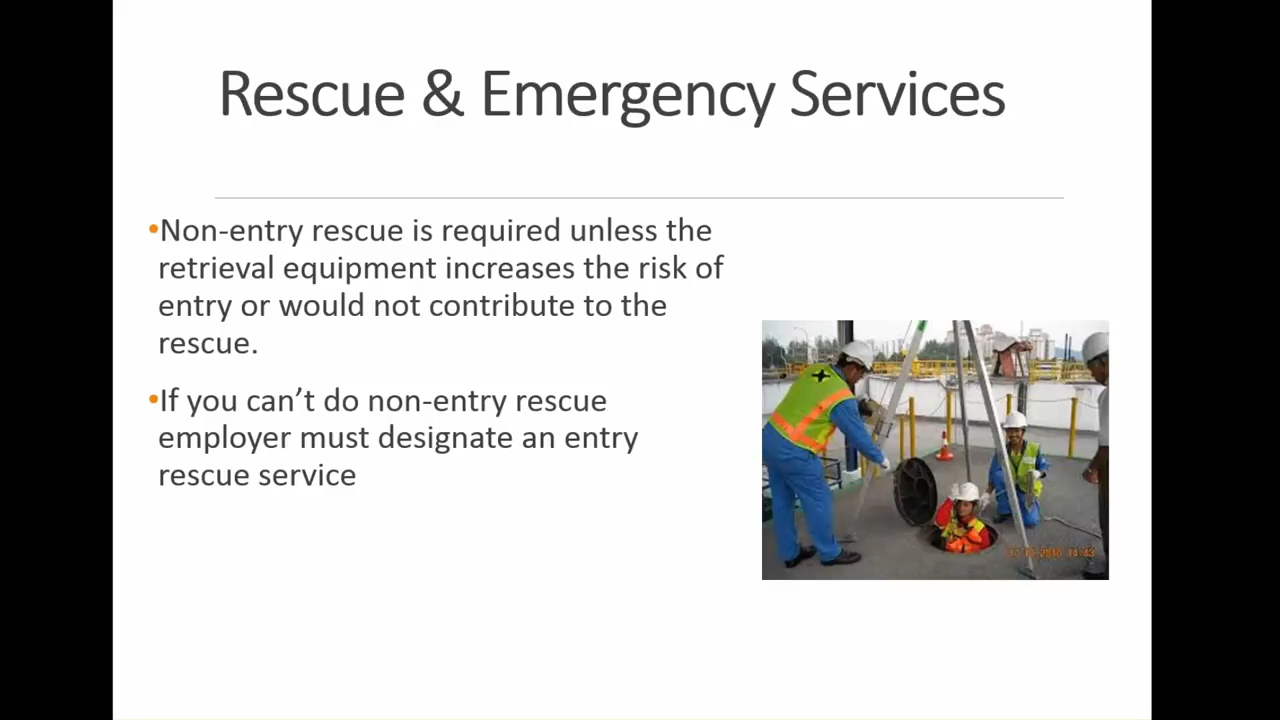 Rescue & Emergency Services
•Non-entry rescue is required unless the
retrieval equipment increases the risk of
entry or would not contribute to the
rescue.
•If you can’t do non-entry rescue
employer must designate an entry
rescue service